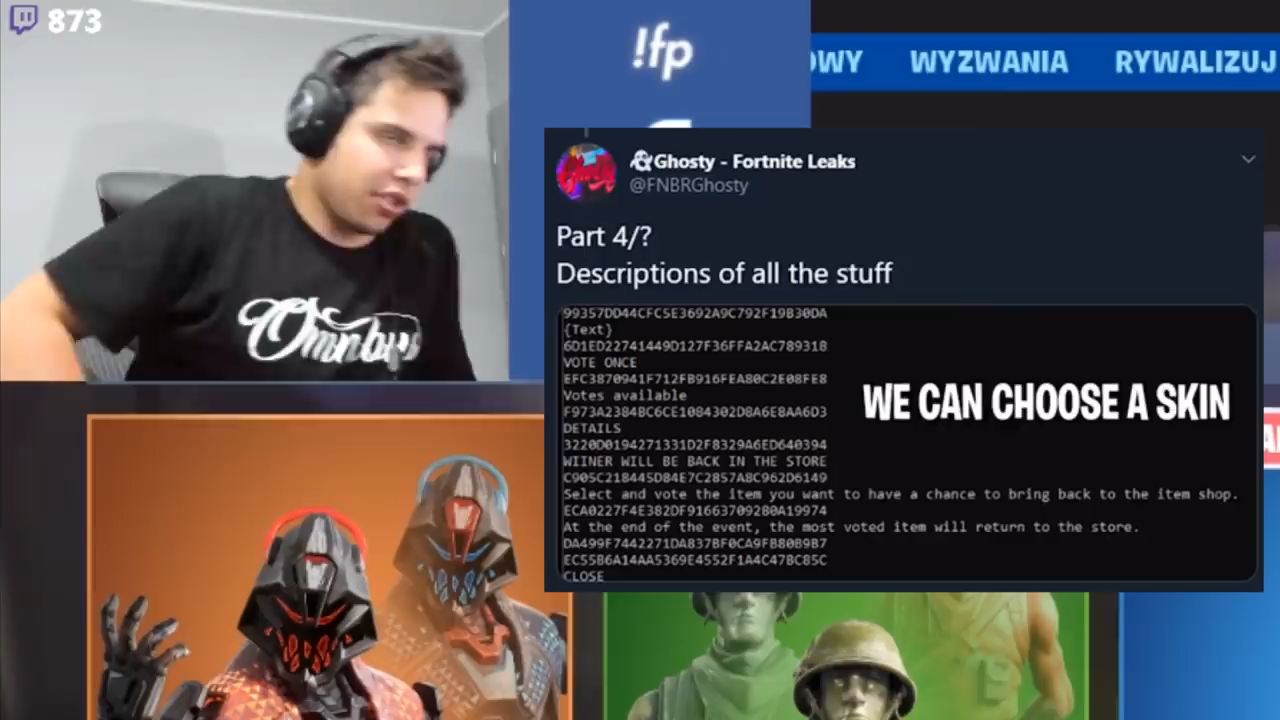 873
!fp
OWY WYZWANIA RYWALIZUJ
Ghosty - Fortnite Leaks
@FNBRGhosty
Part 4/?
Descriptions of all the stuff
99357DD44CFC5E3692A9C792F19B30DA
{Text}
6D1ED22741449D127F36FFA2AC789318
VOTE ONCE
EFC3870941F712FB916FEA80C2E08FE8
Votes available
F973A2384BC6CE1084302D8A6E8AA6D3
DETAILS
3220D0194271331D2F8329A6ED640394
WIINER WILL BE BACK IN THE STORE
C905C218445D84E7C2857A8C962D6149
Select and vote the item you want to have a chance to bring back to the item shop.
ECA0227F4E382DF91663709280A19974
At the end of the event, the most voted item will return to the store.
DA499F7442271DA837BF0CA9FB80B9B7
EC55B6A14AA5369E4552F1A4C47BC85C
CLOSE
WE CAN CHOOSE A SKIN
Omnbus